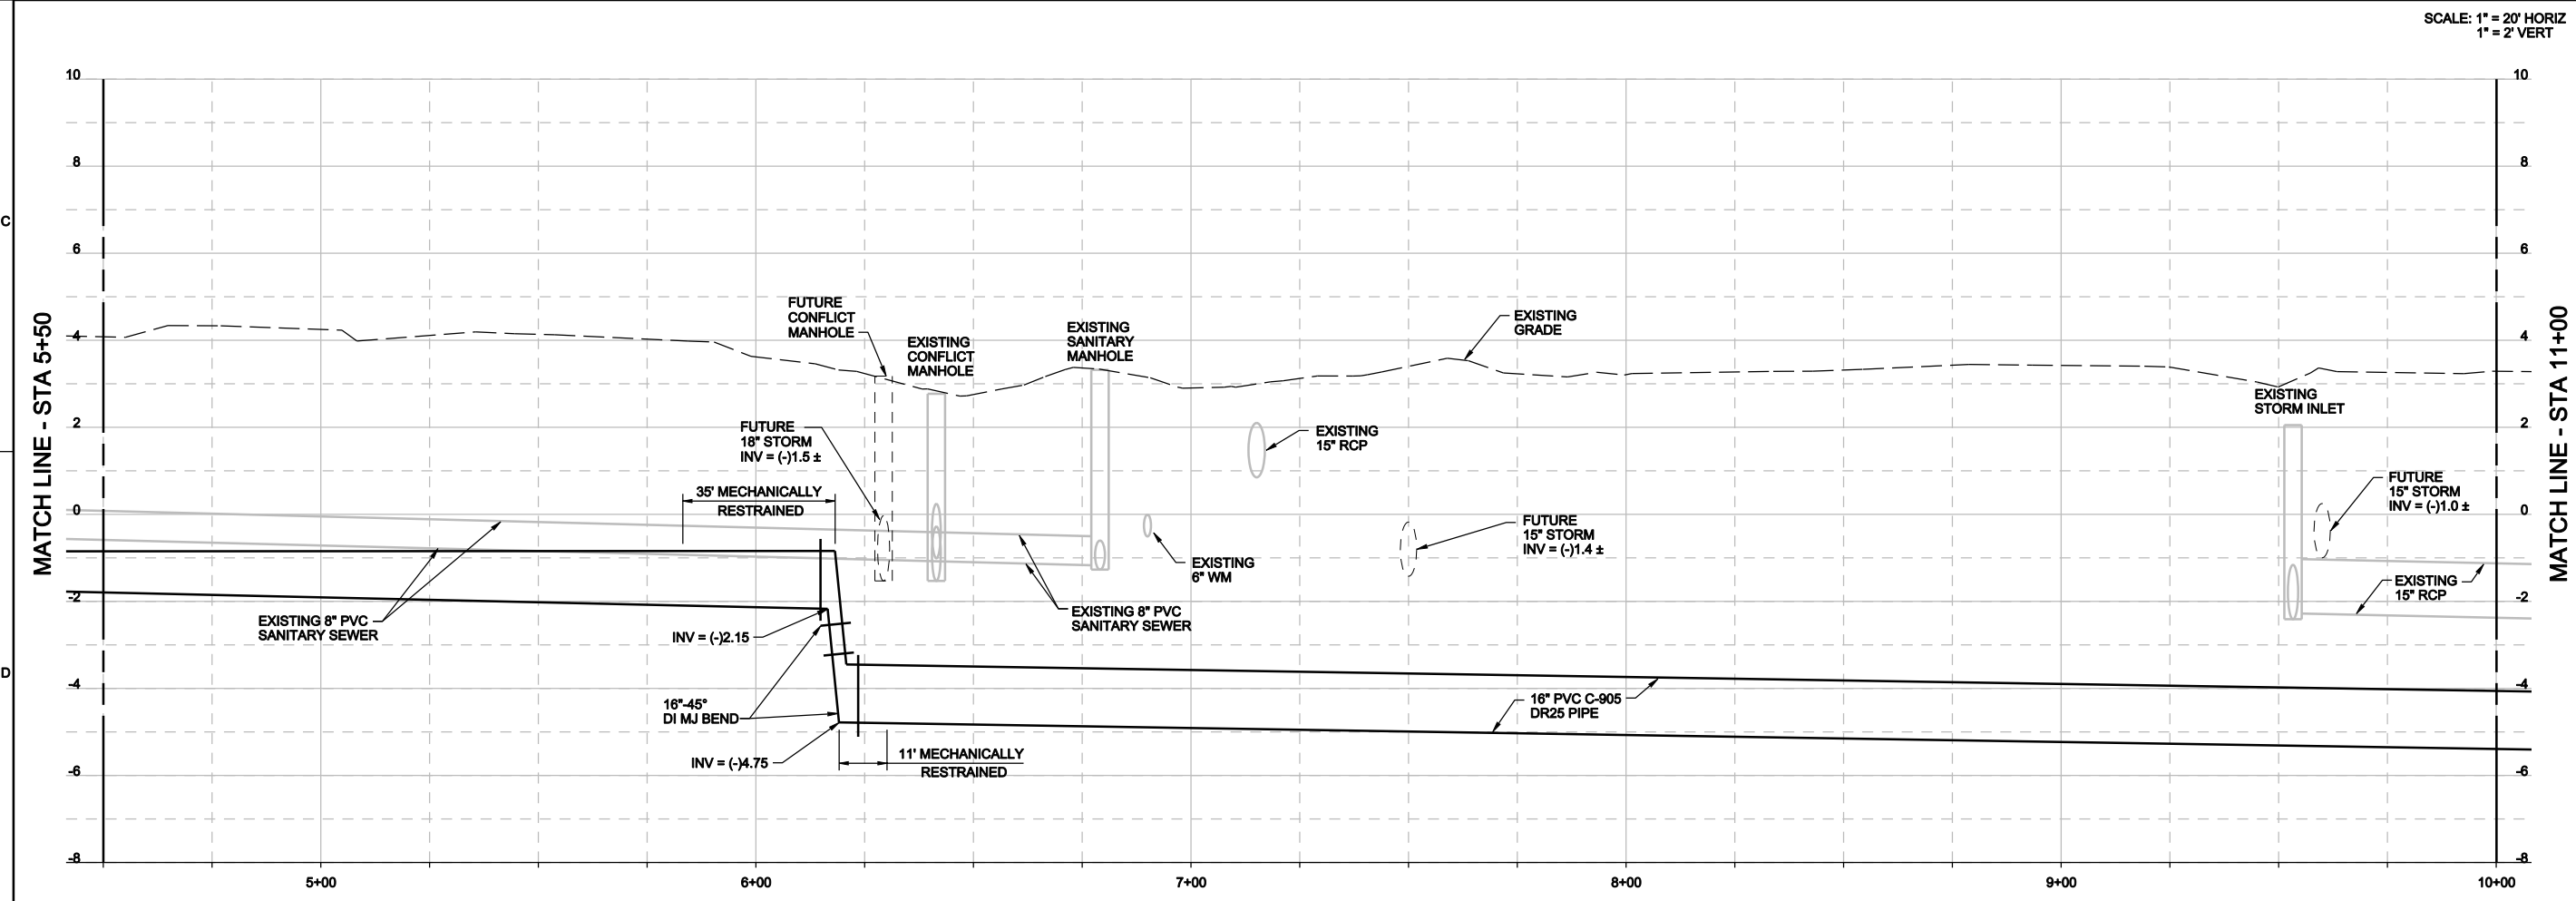 SCALE: 1" = 20' HORIZ
1" = 2' VERT
10
10
8
8
C
6
6
FUTURE
CONFLICT
MANHOLE
EXISTING
SANITARY
MANHOLE
EXISTING
GRADE
4
EXISTING
CONFLICT
MANHOLE
4
MATCH LINE - STA 5+50
MATCH LINE - STA 11+00
EXISTING
STORM INLET
2
FUTURE
18" STORM
INV = (-)1.5 ±
EXISTING
15" RCP
2
FUTURE
15" STORM
INV = (-)1.0 ±
35' MECHANICALLY
RESTRAINED
0
0
FUTURE
15" STORM
INV = (-)1.4 ±
EXISTING
6" WM
EXISTING
15" RCP
-2
-2
EXISTING 8" PVC
SANITARY SEWER
EXISTING 8" PVC
SANITARY SEWER
INV = (-)2.15
D
-4
-4
16"-45°
DI MJ BEND
16" PVC C-905
DR25 PIPE
INV = (-)4.75
11' MECHANICALLY
RESTRAINED
-6
-6
-8
-8
5+00
6+00
7+00
8+00
9+00
10+00